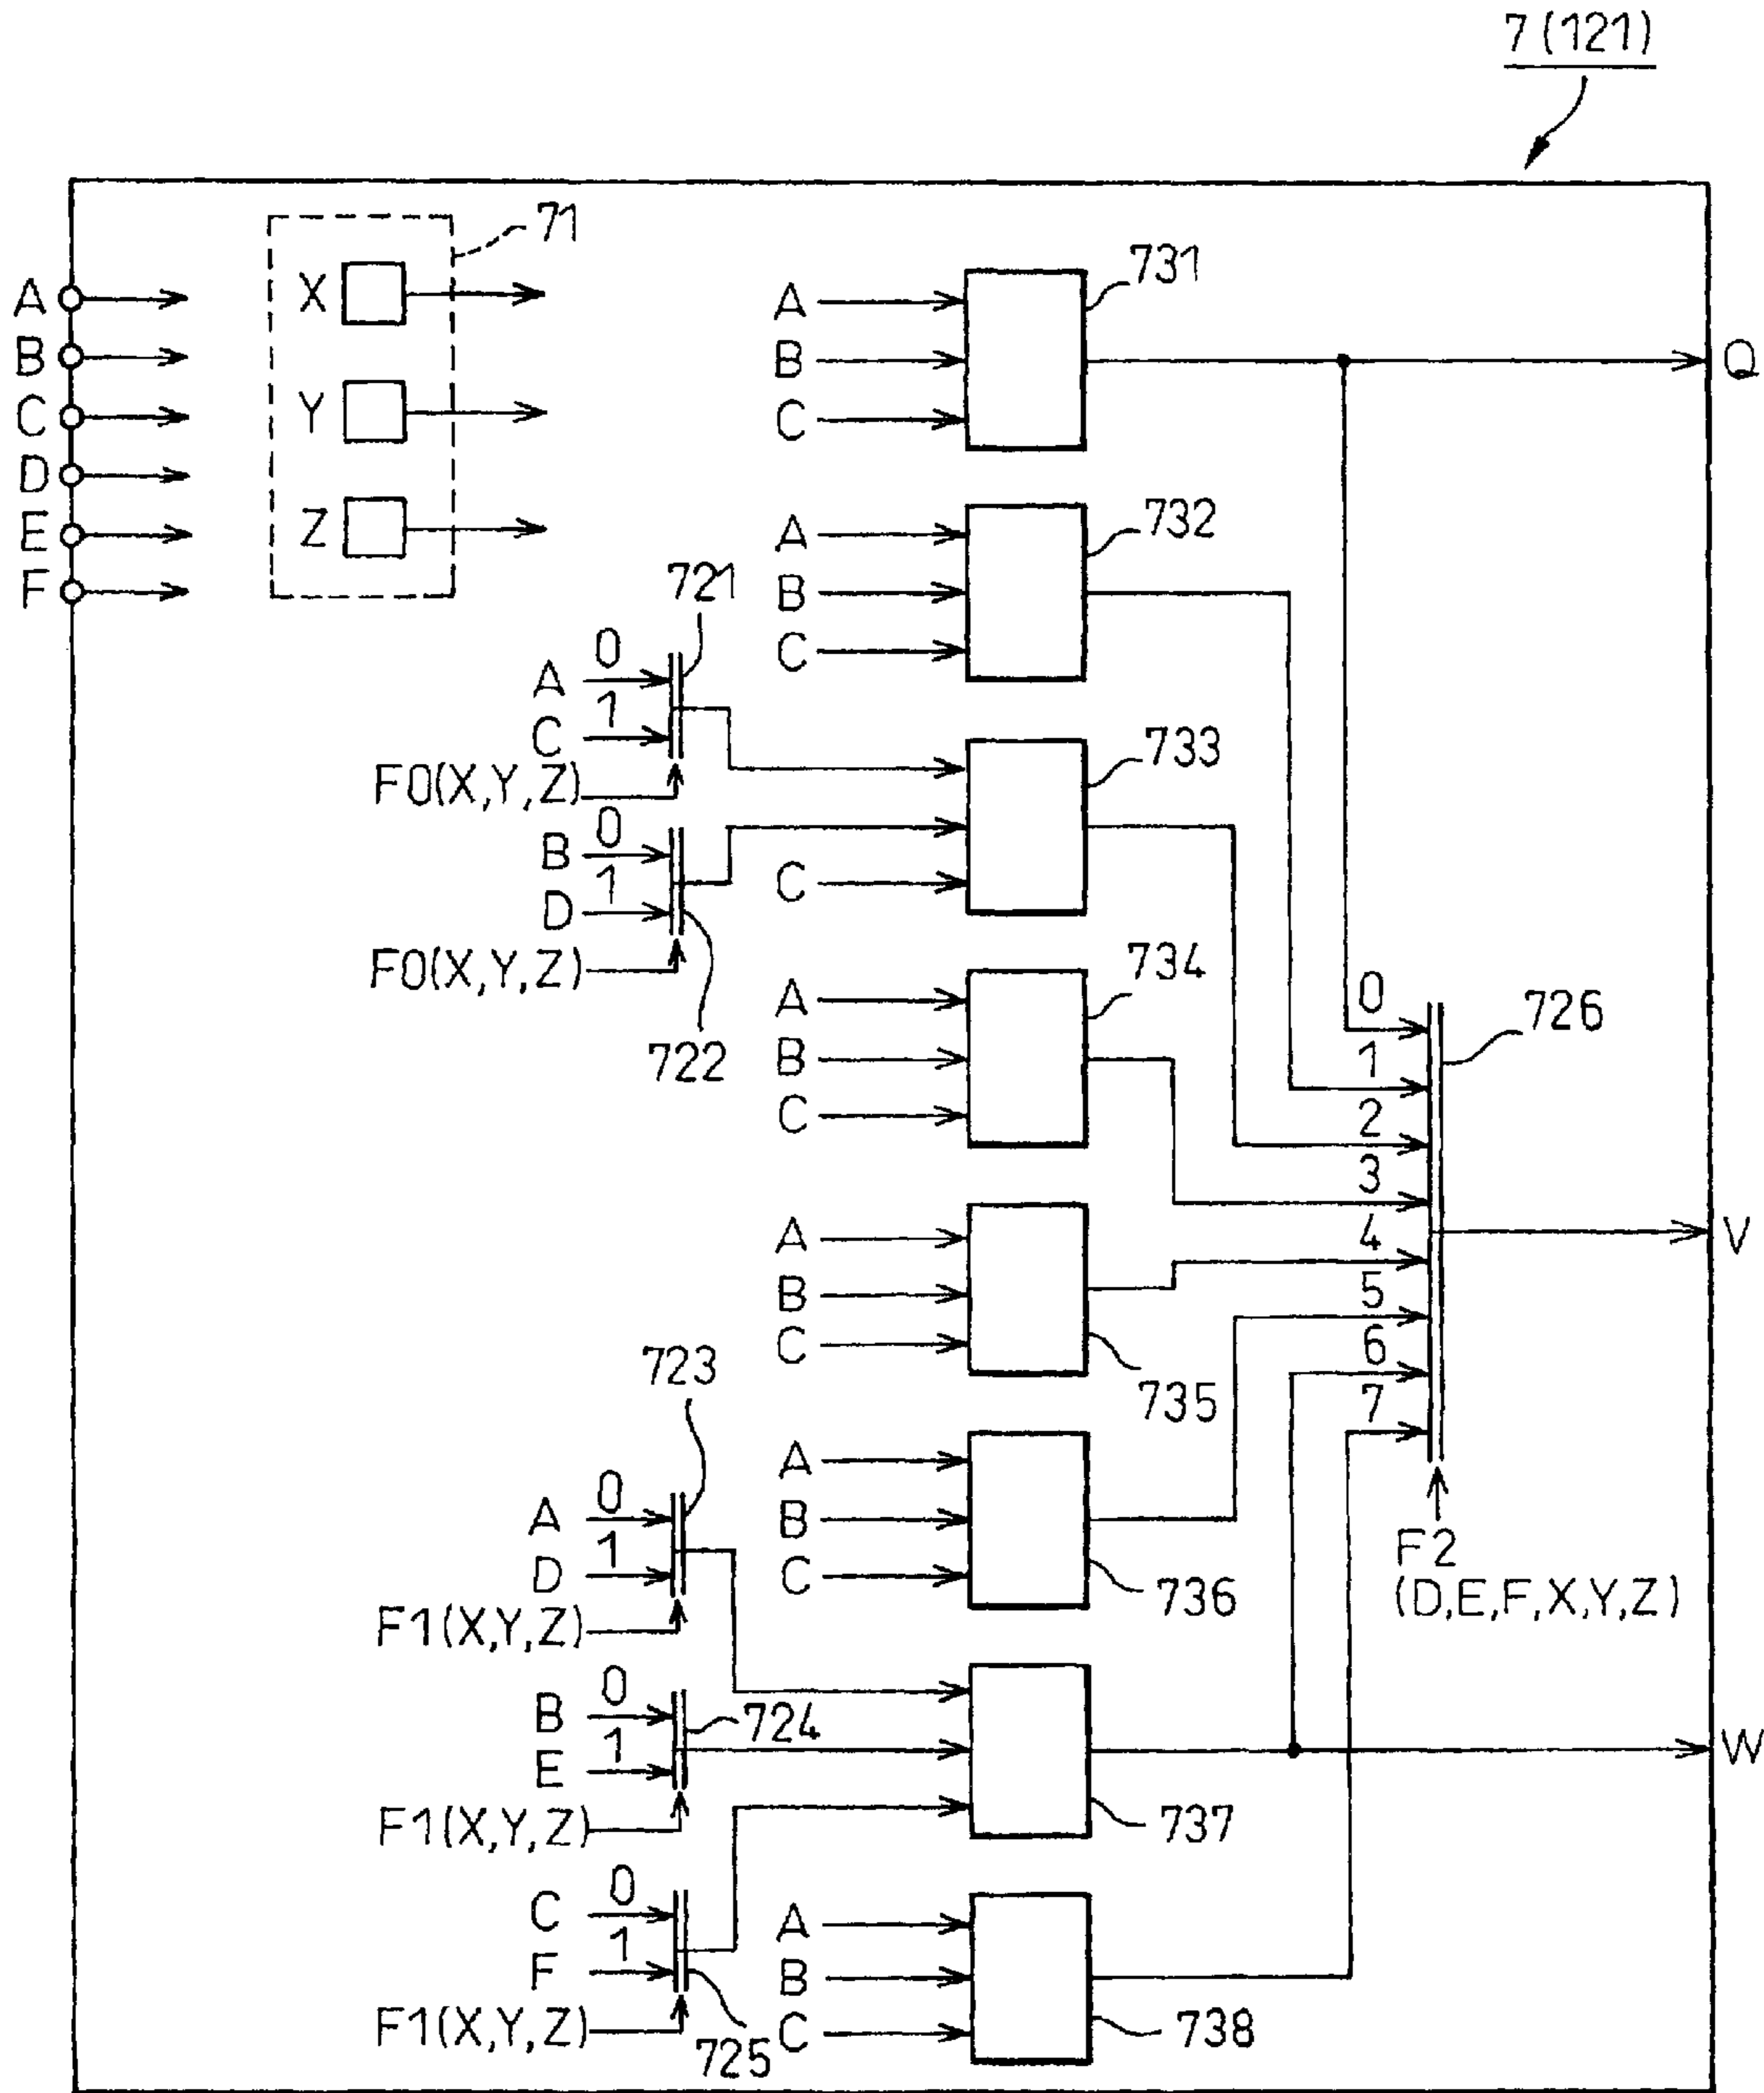 7 (121)
71
A
B
C
D
E
F
X
Y
Z
A
B
C
731
Q
A
B
C
732
721
A 0
C 1
F0(X,Y,Z)
B 0
D 1
F0(X,Y,Z)
722
C
733
A
B
C
734
0
1
2
3
4
5
6
7
726
V
F2
(D,E,F,X,Y,Z)
A
B
C
735
A
B
C
736
723
A 0
D 1
F1(X,Y,Z)
B 0
E 1
724
F1(X,Y,Z)
C 0
F 1
F1(X,Y,Z)
725
737
W
A
B
C
738